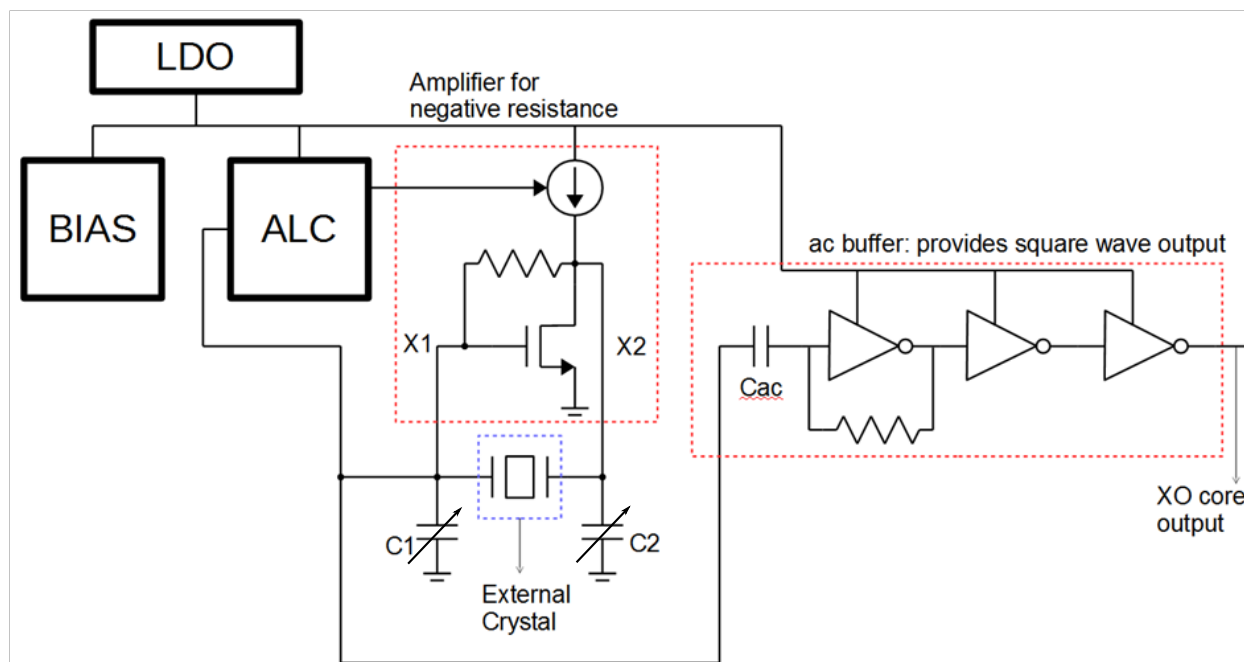 LDO
Amplifier for
negative resistance
BIAS
ALC
ac buffer: provides square wave output
X1
X2
Cac
C1
C2
External
Crystal
XO core
output